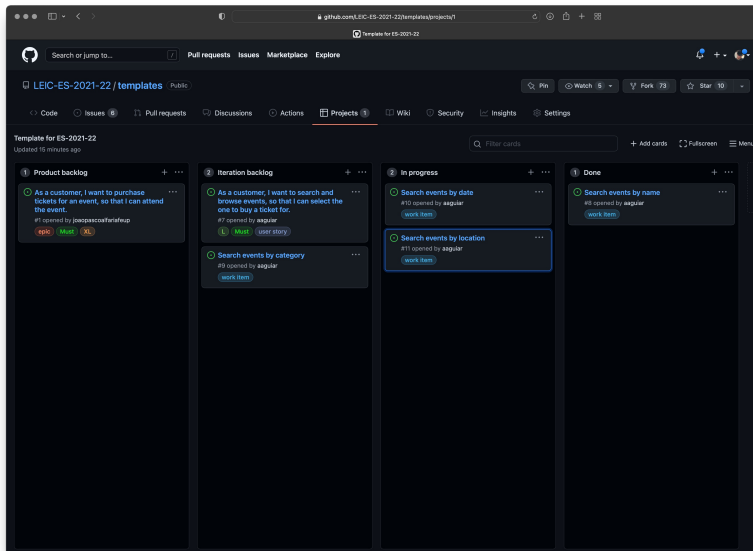 github.com/LEIC-ES-2021-22/templates/projects/1
Template for ES-2021-22
Search or jump to...
/
Pull requests Issues Marketplace Explore
LEIC-ES-2021-22 / templates Public
Pin Watch 5 Fork 73 Star 10
Code Issues 6 Pull requests Discussions Actions Projects 1 Wiki Security Insights Settings
Template for ES-2021-22
Updated 15 minutes ago
Filter cards
+ Add cards Fullscreen Menu
1 Product backlog
As a customer, I want to purchase
tickets for an event, so that I can attend
the event.
#1 opened by joaopascoalfariafeup
epic Must XL
2 Iteration backlog
As a customer, I want to search and
browse events, so that I can select the
one to buy a ticket for.
#7 opened by aaguiar
L Must user story
Search events by category
#9 opened by aaguiar
work item
2 In progress
Search events by date
#10 opened by aaguiar
work item
Search events by location
#11 opened by aaguiar
work item
1 Done
Search events by name
#8 opened by aaguiar
work item